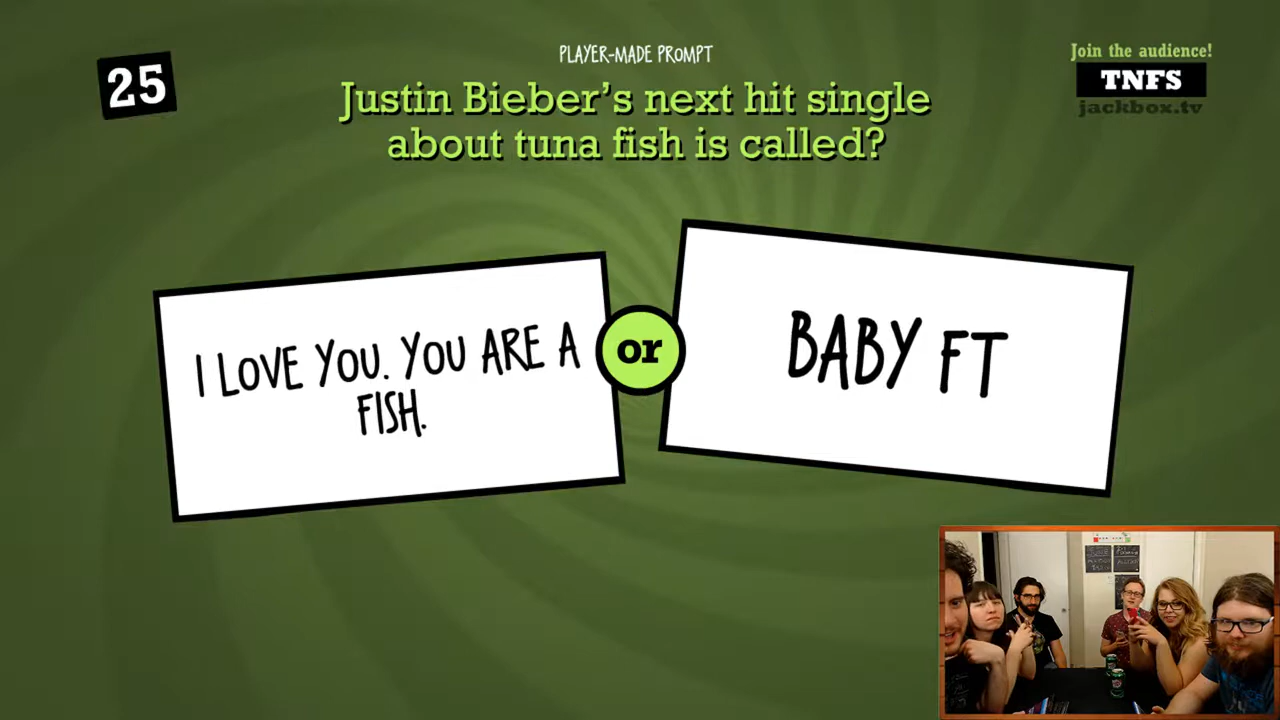 PLAYER-MADE PROMPT
25
Justin Bieber's next hit single
about tuna fish is called?
Join the audience!
TNFS
jackbox.tv
I LOVE YOU. YOU ARE A
FISH.
or
BABY FT